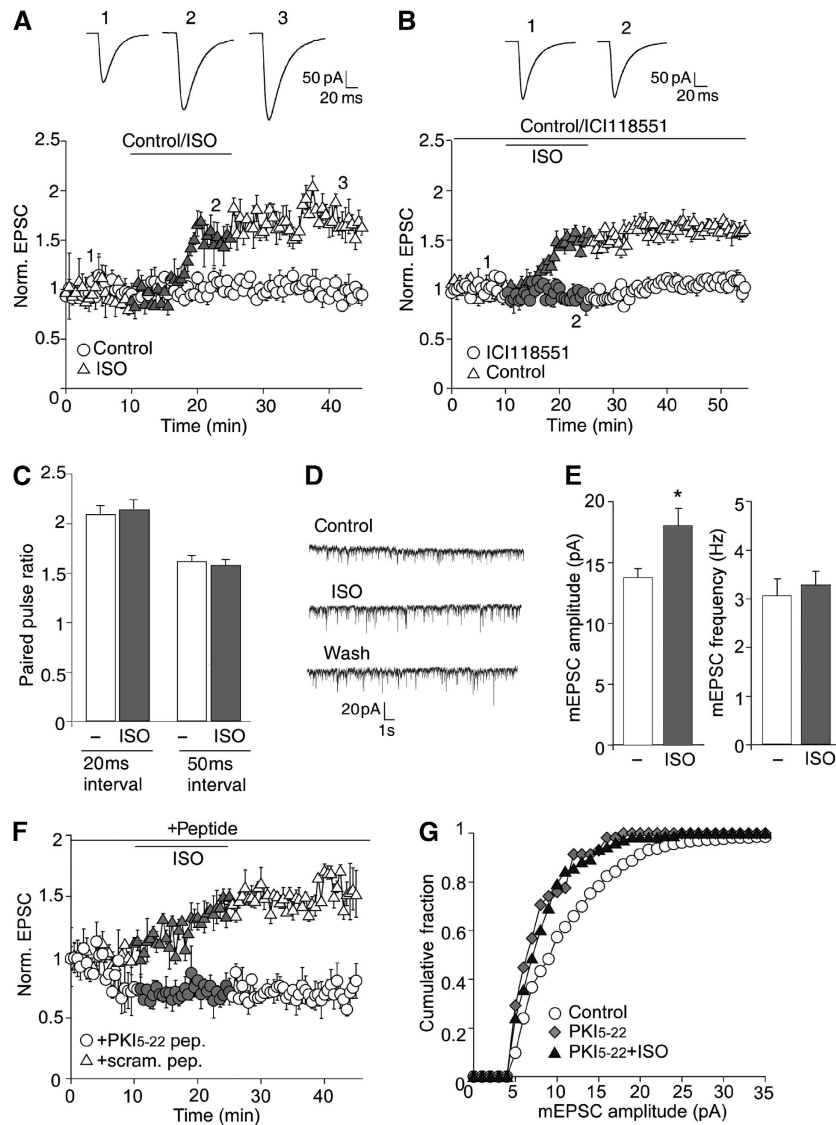 A
1 2 3
50 pA
20 ms
Control/ISO
Norm. EPSC
2.5
2
1.5
1
0.5
0
1
2
3
Control
ISO
0 10 20 30 40
Time (min)
B
1 2
50 pA
20 ms
Control/ICI118551
ISO
Norm. EPSC
2.5
2
1.5
1
0.5
0
1
2
ICI118551
Control
0 10 20 30 40 50
Time (min)
C
Paired pulse ratio
2.5
2
1.5
1
0.5
0
– ISO – ISO
20ms interval
50ms interval
D
Control
ISO
Wash
20pA
1s
E
mEPSC amplitude (pA)
20
15
10
5
0
*
– ISO
mEPSC frequency (Hz)
5
4
3
2
1
0
– ISO
F
+Peptide
ISO
Norm. EPSC
2
1.5
1
0.5
0
+PKI5-22 pep.
+scram. pep.
0 10 20 30 40
Time (min)
G
Cumulative fraction
1
0.8
0.6
0.4
0.2
0
Control
PKI5-22
PKI5-22+ISO
0 5 10 15 20 25 30 35
mEPSC amplitude (pA)